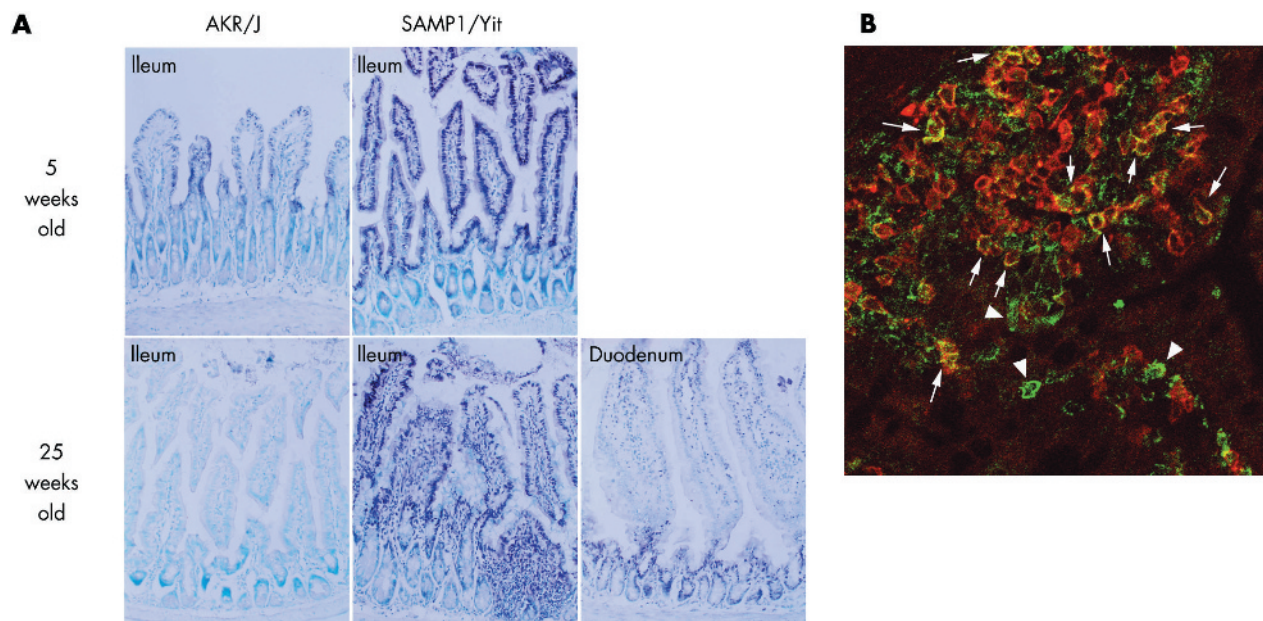 A
AKR/J
SAMP1/Yit
B
Ileum
Ileum
5
weeks
old
Ileum
Ileum
Duodenum
25
weeks
old